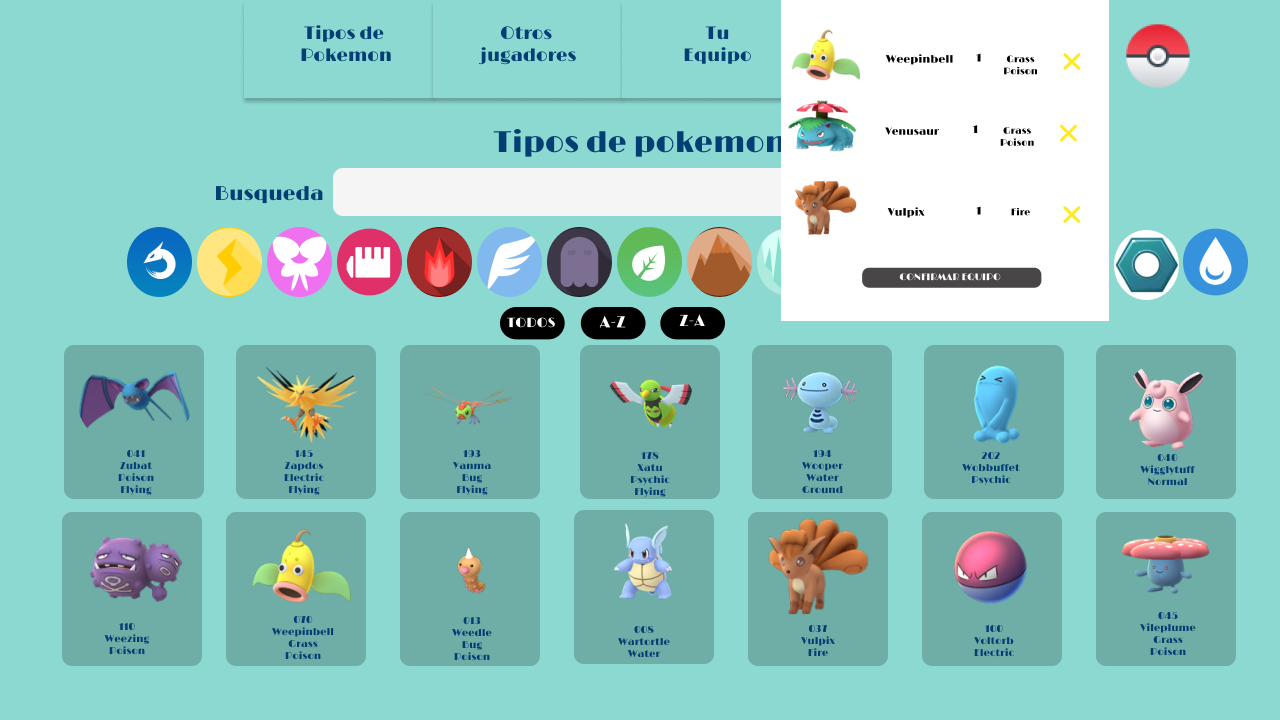 Tipos de
Pokemon
Otros
jugadores
Tu
Equipo
Weepinbell 1 Grass
Poison
Venusaur 1 Grass
Poison
Vulpix 1 Fire
CONFIRMAR EQUIPO
Tipos de pokemon
Busqueda
TODOS
A-Z
Z-A
041
Zubat
Poison
Flying
145
Zapdos
Electric
Flying
193
Yanma
Bug
Flying
178
Xatu
Psychic
Flying
194
Wooper
Water
Ground
202
Wobbuffet
Psychic
040
Wigglytuff
Normal
110
Weezing
Poison
070
Weepinbell
Grass
Poison
013
Weedle
Bug
Poison
008
Wartortle
Water
037
Vulpix
Fire
100
Voltorb
Electric
045
Vileplume
Grass
Poison